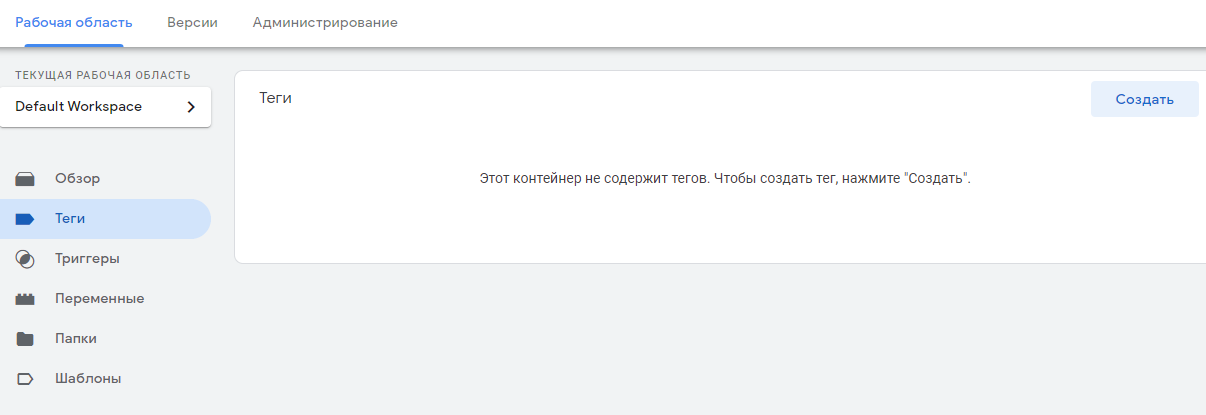 Рабочая область Версии Администрирование
ТЕКУЩАЯ РАБОЧАЯ ОБЛАСТЬ
Default Workspace
Обзор
Теги
Триггеры
Переменные
Папки
Шаблоны
Теги
Создать
Этот контейнер не содержит тегов. Чтобы создать тег, нажмите "Создать".